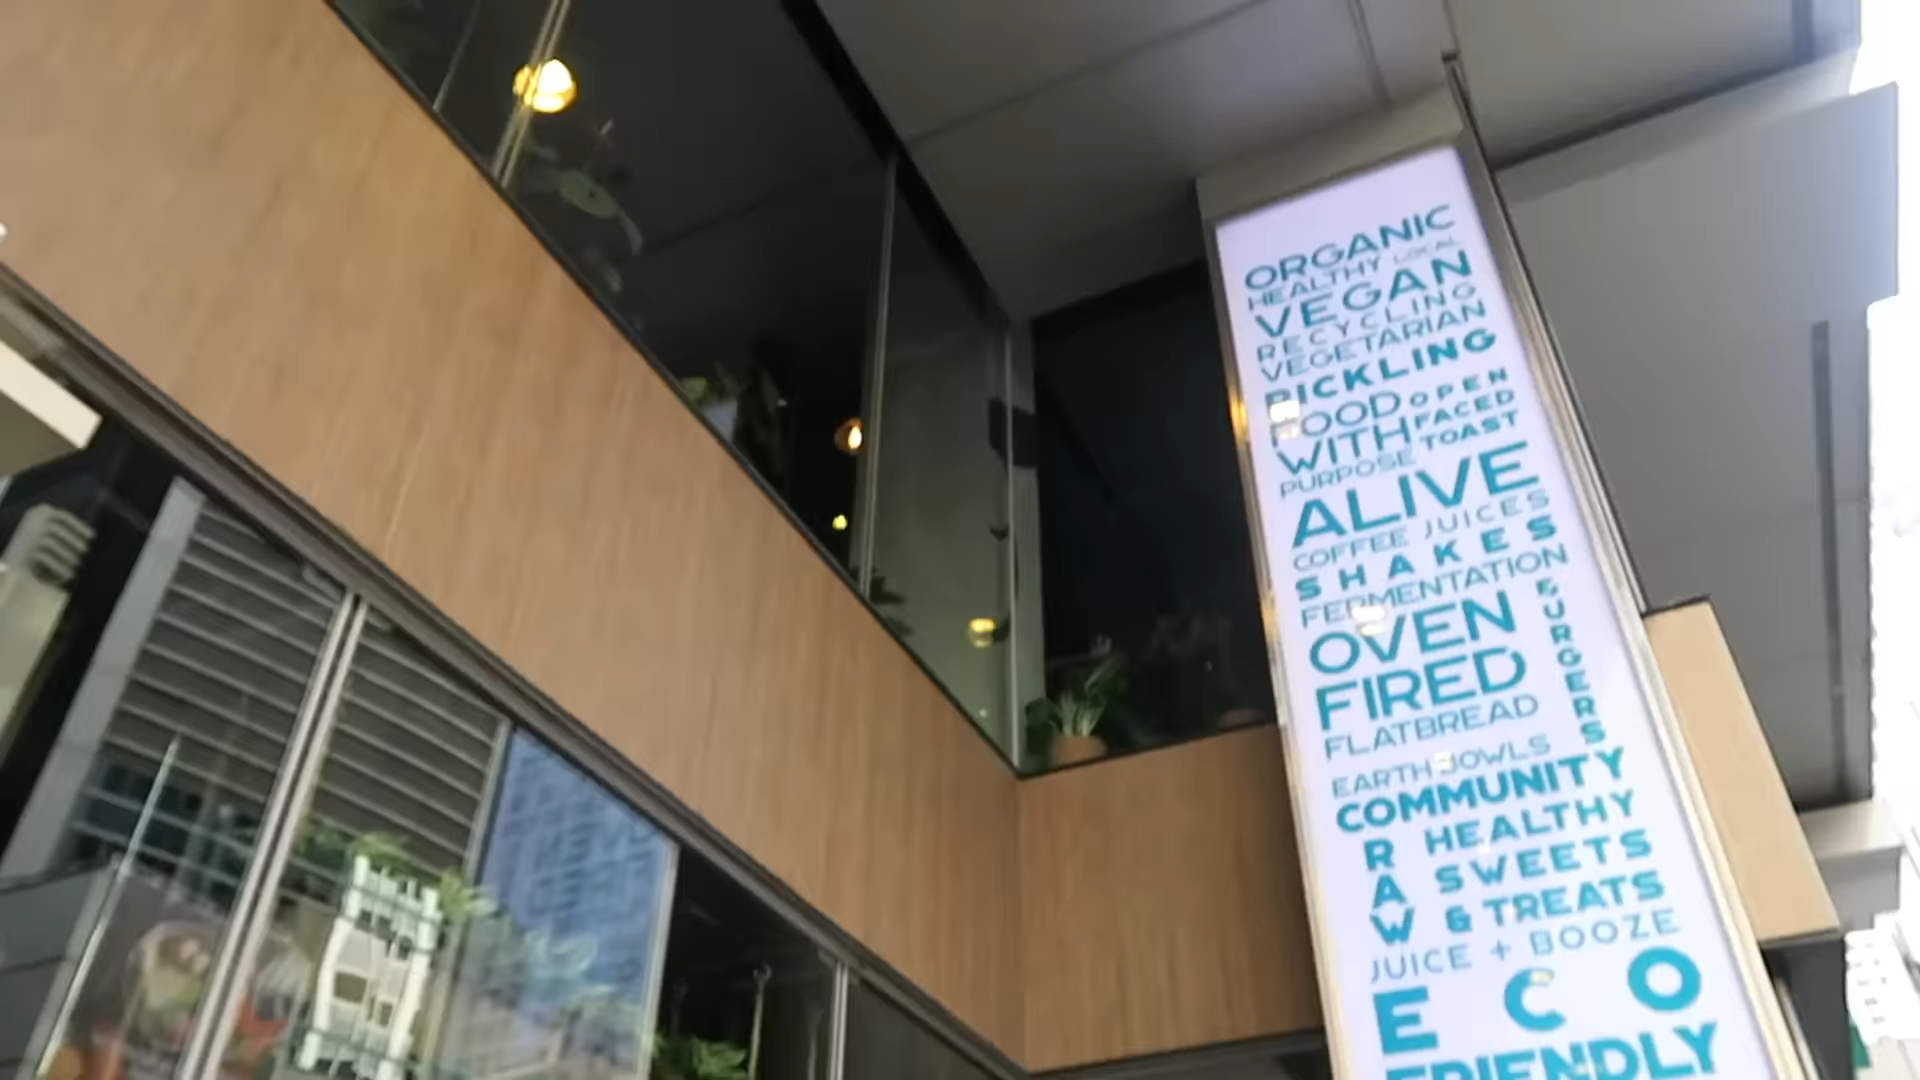 ORGANIC
HEALTHY LOCAL
VEGAN
RECYCLING
VEGETARIAN
PICKLING
FOOD OPEN
WITH FACED
PURPOSE TOAST
ALIVE
COFFEE JUICES
SHAKES
FERMENTATION
OVEN
FIRED
FLATBREAD
BURGERS
EARTH BOWLS
COMMUNITY
RAW
HEALTHY
SWEETS
& TREATS
JUICE + BOOZE
ECO
FRIENDLY